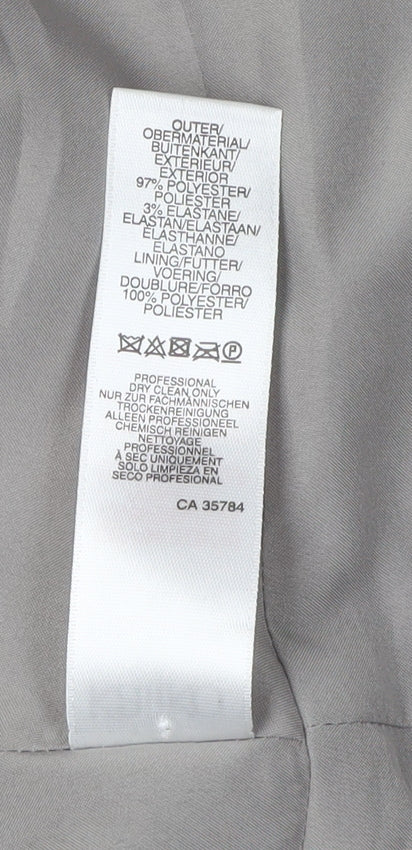 OUTER/
OBERMATERIAL/
BUITENKANT/
EXTERIEUR/
EXTERIOR
97% POLYESTER/
POLIESTER
3% ELASTANE/
ELASTAN/ELASTAAN/
ÉLASTHANNE/
ELASTANO
LINING/FUTTER/
VOERING/
DOUBLURE/FORRO
100% POLYESTER/
POLIESTER
P
PROFESSIONAL
DRY CLEAN ONLY
NUR ZUR FACHMÄNNISCHEN
TROCKENREINIGUNG
ALLEEN PROFESSIONEEL
CHEMISCH REINIGEN
NETTOYAGE
PROFESSIONNEL
À SEC UNIQUEMENT
SOLO LIMPIEZA EN
SECO PROFESIONAL
CA 35784